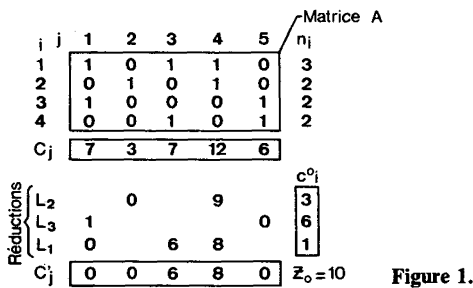 Matrice A
i j 1 2 3 4 5 ni
1 1 0 1 1 0 3
2 0 1 0 1 0 2
3 1 0 0 0 1 2
4 0 0 1 0 1 2
Cj 7 3 7 12 6
Réductions
c°i
L2 0 9 3
L3 1 0 6
L1 0 6 8 1
C'j 0 0 6 8 0 Zo=10
Figure 1.